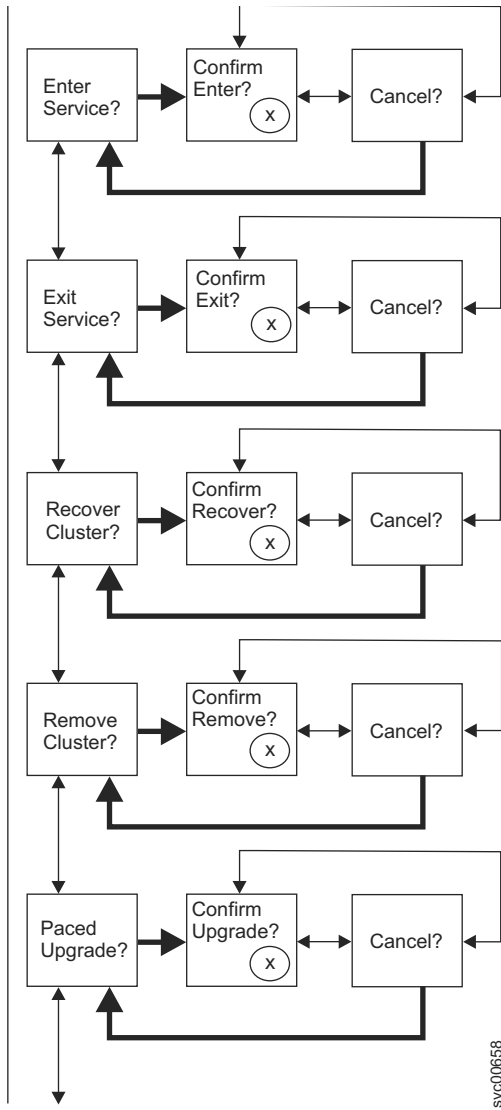 Enter
Service?
Confirm
Enter?
x
Cancel?
Exit
Service?
Confirm
Exit?
x
Cancel?
Recover
Cluster?
Confirm
Recover?
x
Cancel?
Remove
Cluster?
Confirm
Remove?
x
Cancel?
Paced
Upgrade?
Confirm
Upgrade?
x
Cancel?
svc00658